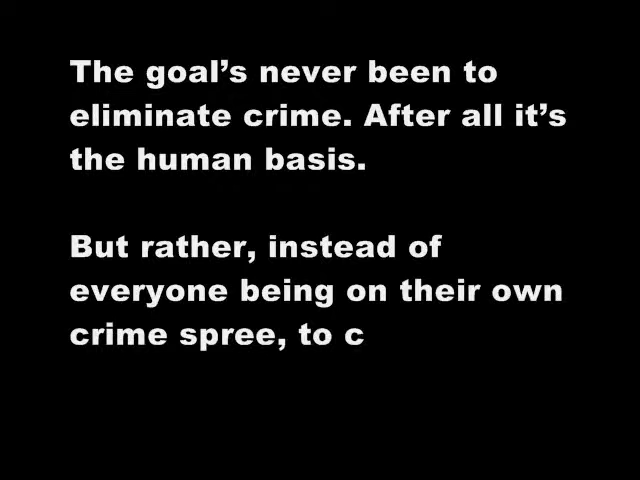 The goal’s never been to
eliminate crime. After all it’s
the human basis.
But rather, instead of
everyone being on their own
crime spree, to c